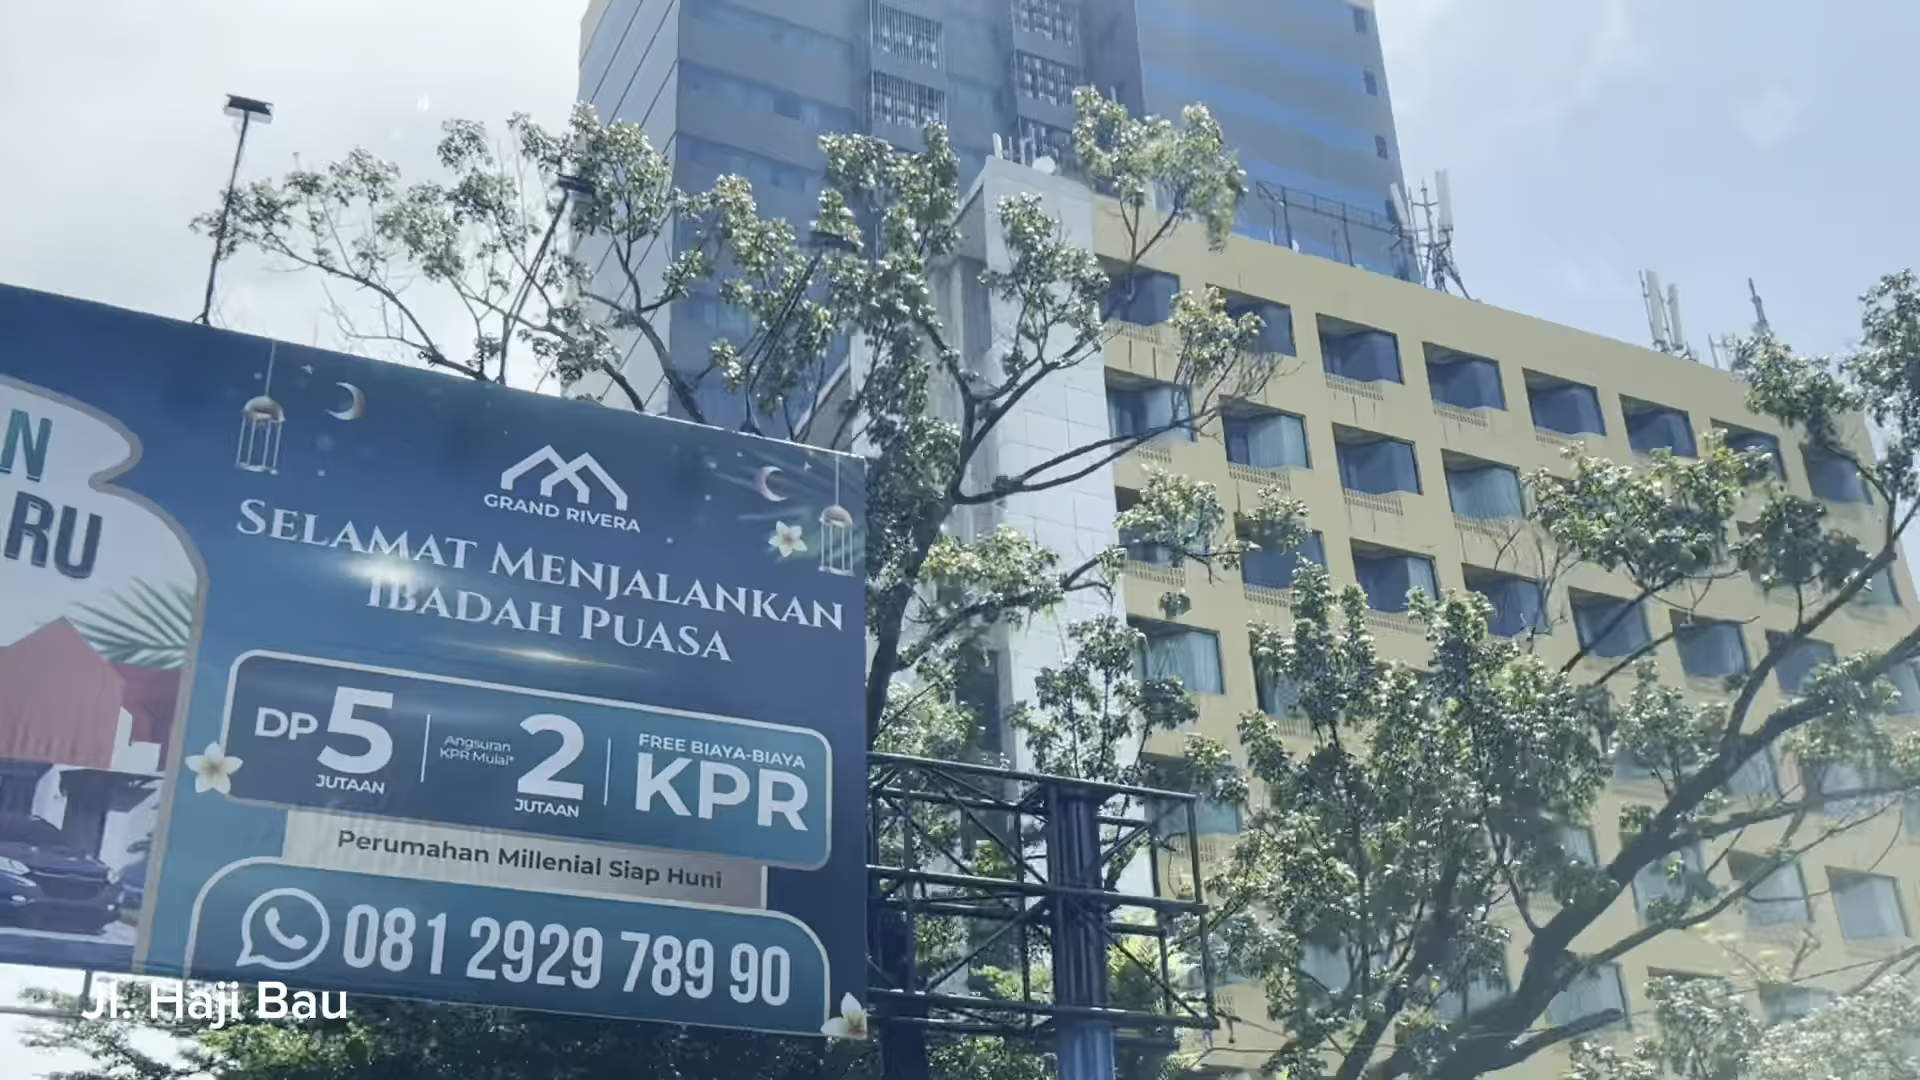 N
RU
GRAND RIVERA
SELAMAT MENJALANKAN
IBADAH PUASA
DP 5 JUTAAN
Angsuran KPR Mulai* 2 JUTAAN
FREE BIAYA-BIAYA
KPR
Perumahan Millenial Siap Huni
081 2929 789 90
Jl. Haji Bau